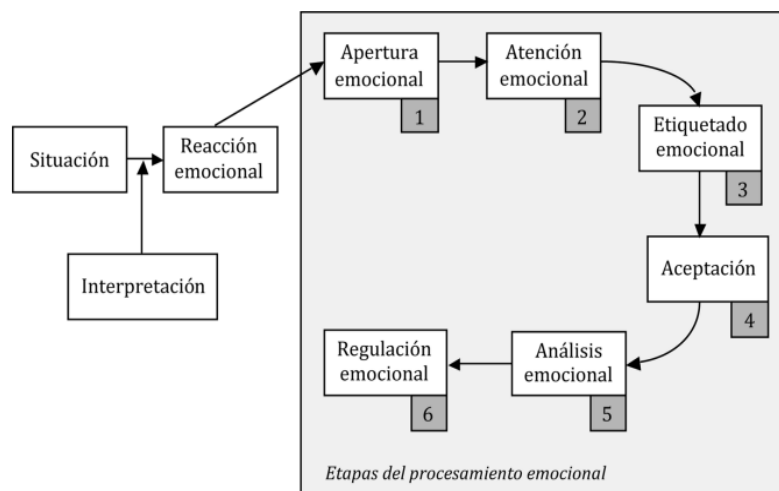 Situación
Interpretación
Reacción
emocional
Apertura
emocional
1
Atención
emocional
2
Etiquetado
emocional
3
Aceptación
4
Análisis
emocional
5
Regulación
emocional
6
Etapas del procesamiento emocional